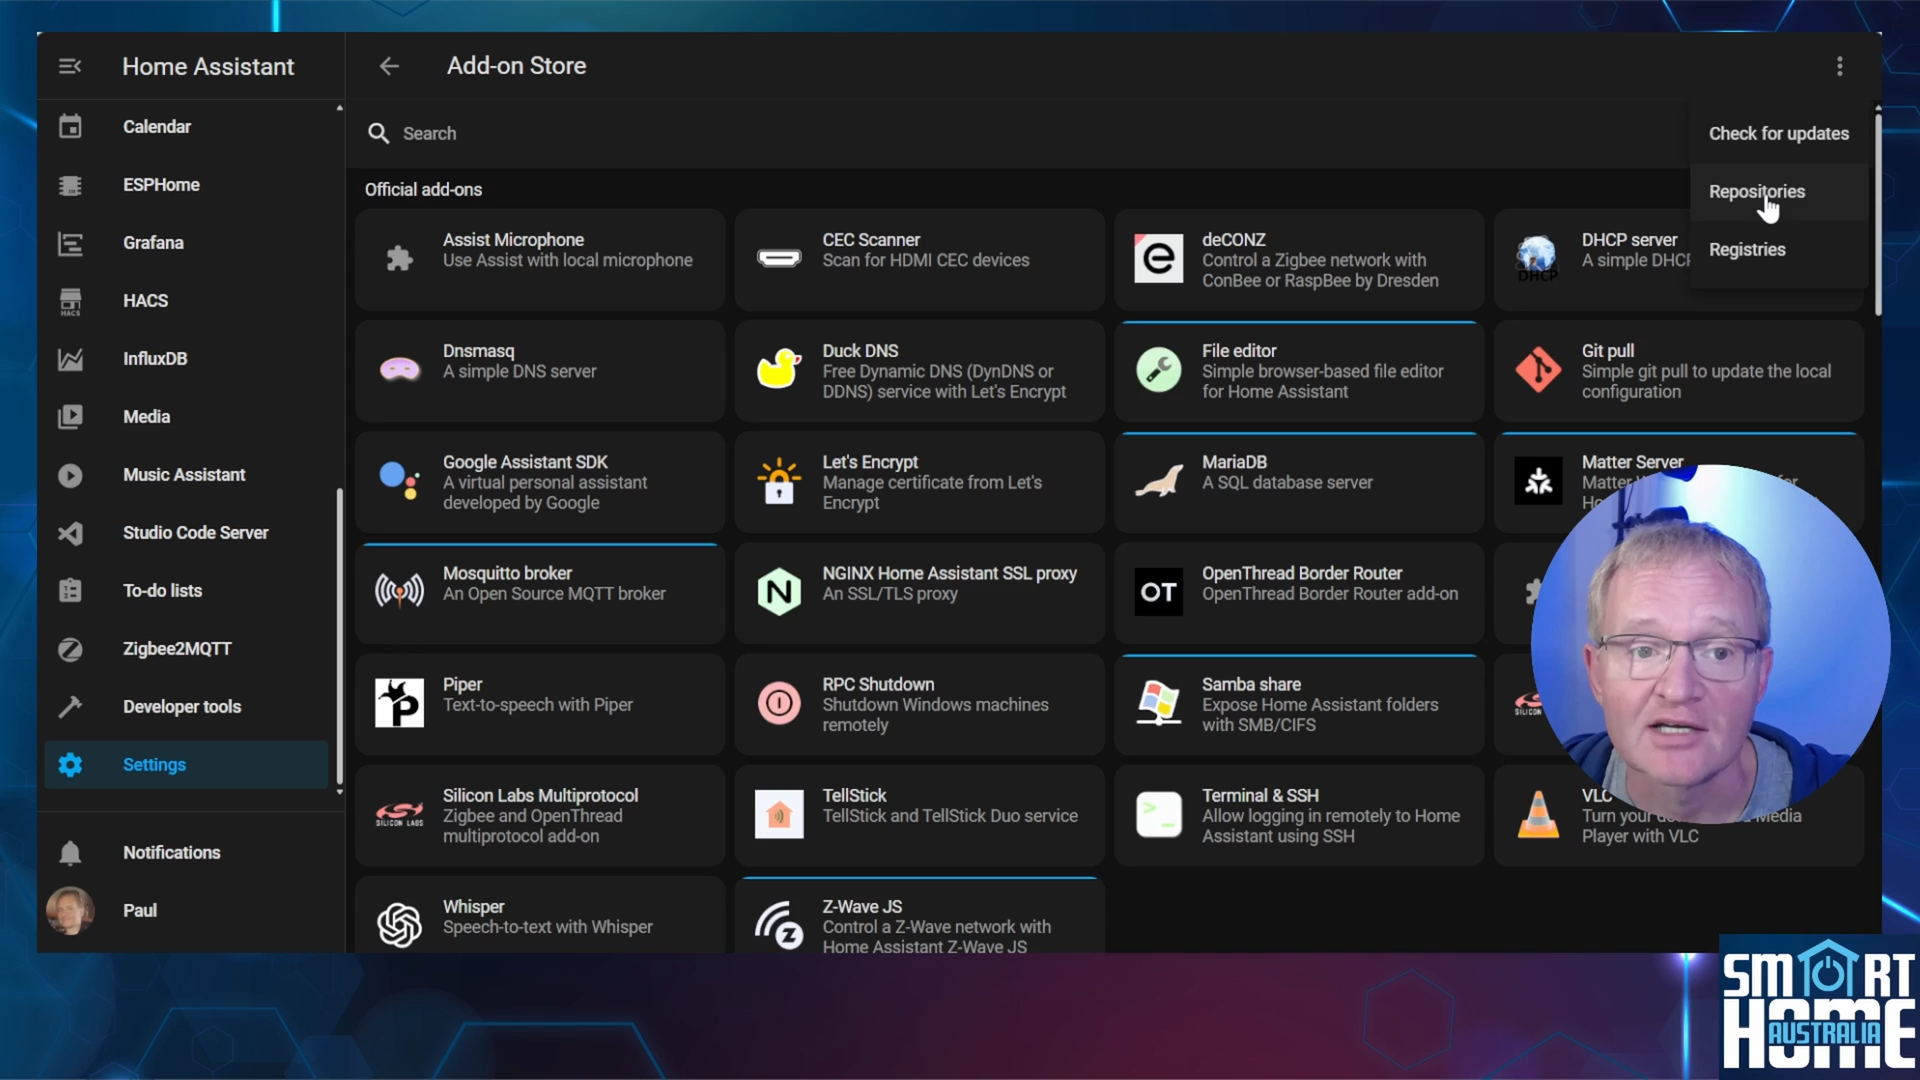 Home Assistant
Add-on Store
Calendar
ESPHome
Grafana
HACS
HACS
InfluxDB
Media
Music Assistant
Studio Code Server
To-do lists
Zigbee2MQTT
Developer tools
Settings
Notifications
Paul
Search
Check for updates
Repositories
Registries
Official add-ons
Assist Microphone
Use Assist with local microphone
CEC Scanner
Scan for HDMI CEC devices
deCONZ
Control a Zigbee network with
ConBee or RaspBee by Dresden
DHCP server
A simple DHCP
DHCP
Dnsmasq
A simple DNS server
Duck DNS
Free Dynamic DNS (DynDNS or
DDNS) service with Let's Encrypt
File editor
Simple browser-based file editor
for Home Assistant
Git pull
Simple git pull to update the local
configuration
Google Assistant SDK
A virtual personal assistant
developed by Google
Let's Encrypt
Manage certificate from Let's
Encrypt
MariaDB
A SQL database server
Matter Server
Matter
Mosquitto broker
An Open Source MQTT broker
NGINX Home Assistant SSL proxy
An SSL/TLS proxy
OT
OpenThread Border Router
OpenThread Border Router add-on
Piper
Text-to-speech with Piper
RPC Shutdown
Shutdown Windows machines
remotely
Samba share
Expose Home Assistant folders
with SMB/CIFS
SILICON LABS
Silicon Labs Multiprotocol
Zigbee and OpenThread
multiprotocol add-on
TellStick
TellStick and TellStick Duo service
Terminal & SSH
Allow logging in remotely to Home
Assistant using SSH
VLC
Turn your Media
Player with VLC
Whisper
Speech-to-text with Whisper
Z-Wave JS
Control a Z-Wave network with
Home Assistant Z-Wave JS
SMART
HOME
AUSTRALIA